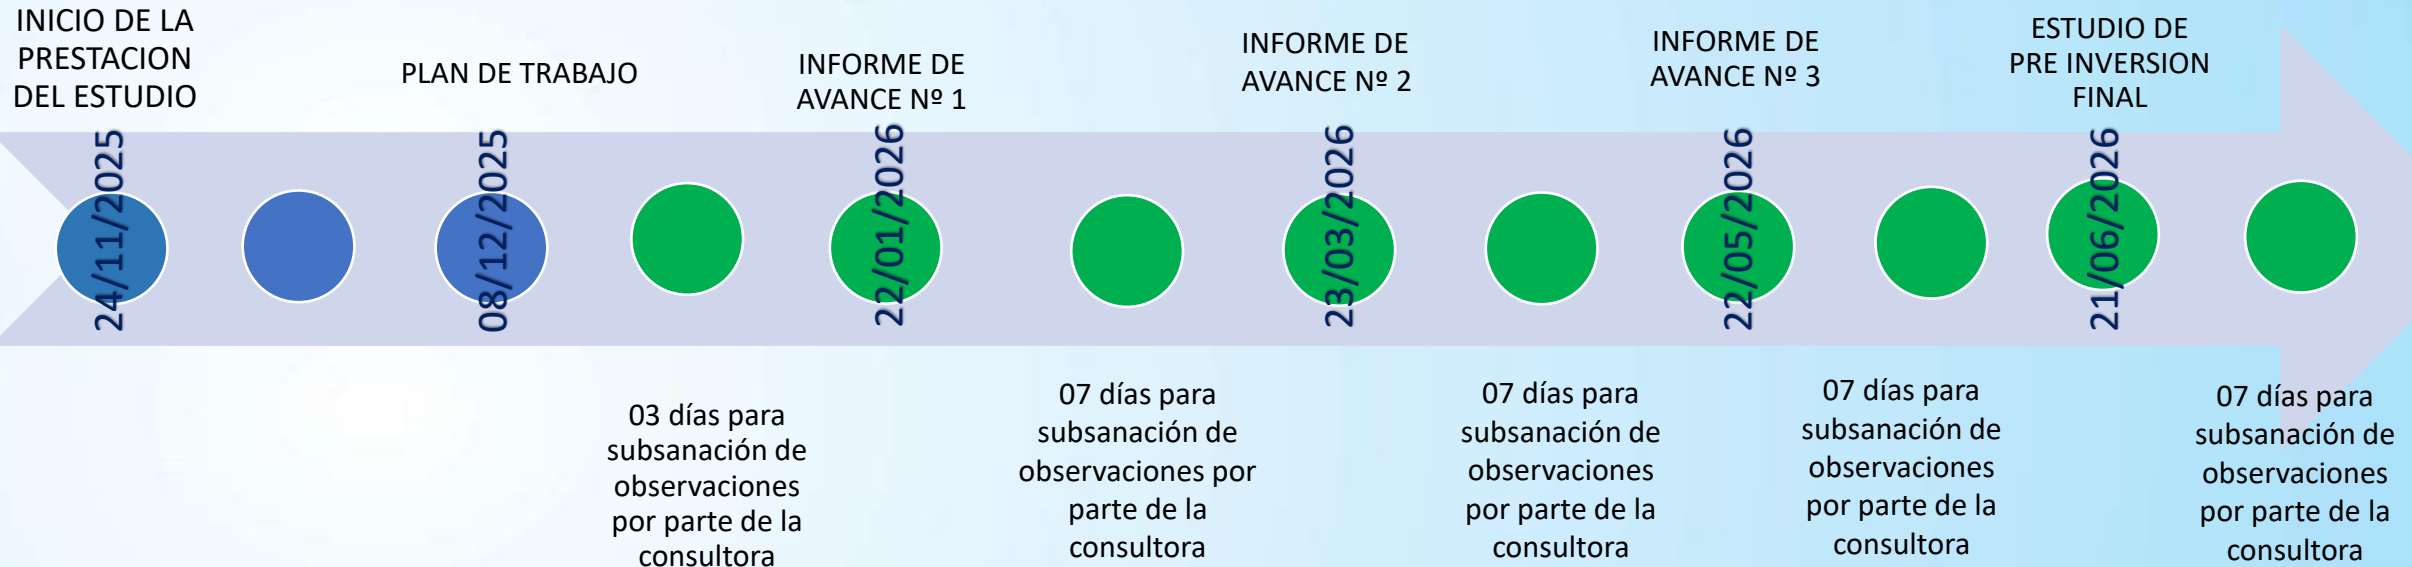 INICIO DE LA
PRESTACION
DEL ESTUDIO
PLAN DE TRABAJO
INFORME DE
AVANCE Nº 1
INFORME DE
AVANCE Nº 2
INFORME DE
AVANCE Nº 3
ESTUDIO DE
PRE INVERSION
FINAL
24/11/2025
08/12/2025
22/01/2026
23/03/2026
22/05/2026
21/06/2026
03 días para
subsanación de
observaciones
por parte de la
consultora
07 días para
subsanación de
observaciones por
parte de la
consultora
07 días para
subsanación de
observaciones
por parte de la
consultora
07 días para
subsanación de
observaciones
por parte de la
consultora
07 días para
subsanación de
observaciones
por parte de la
consultora